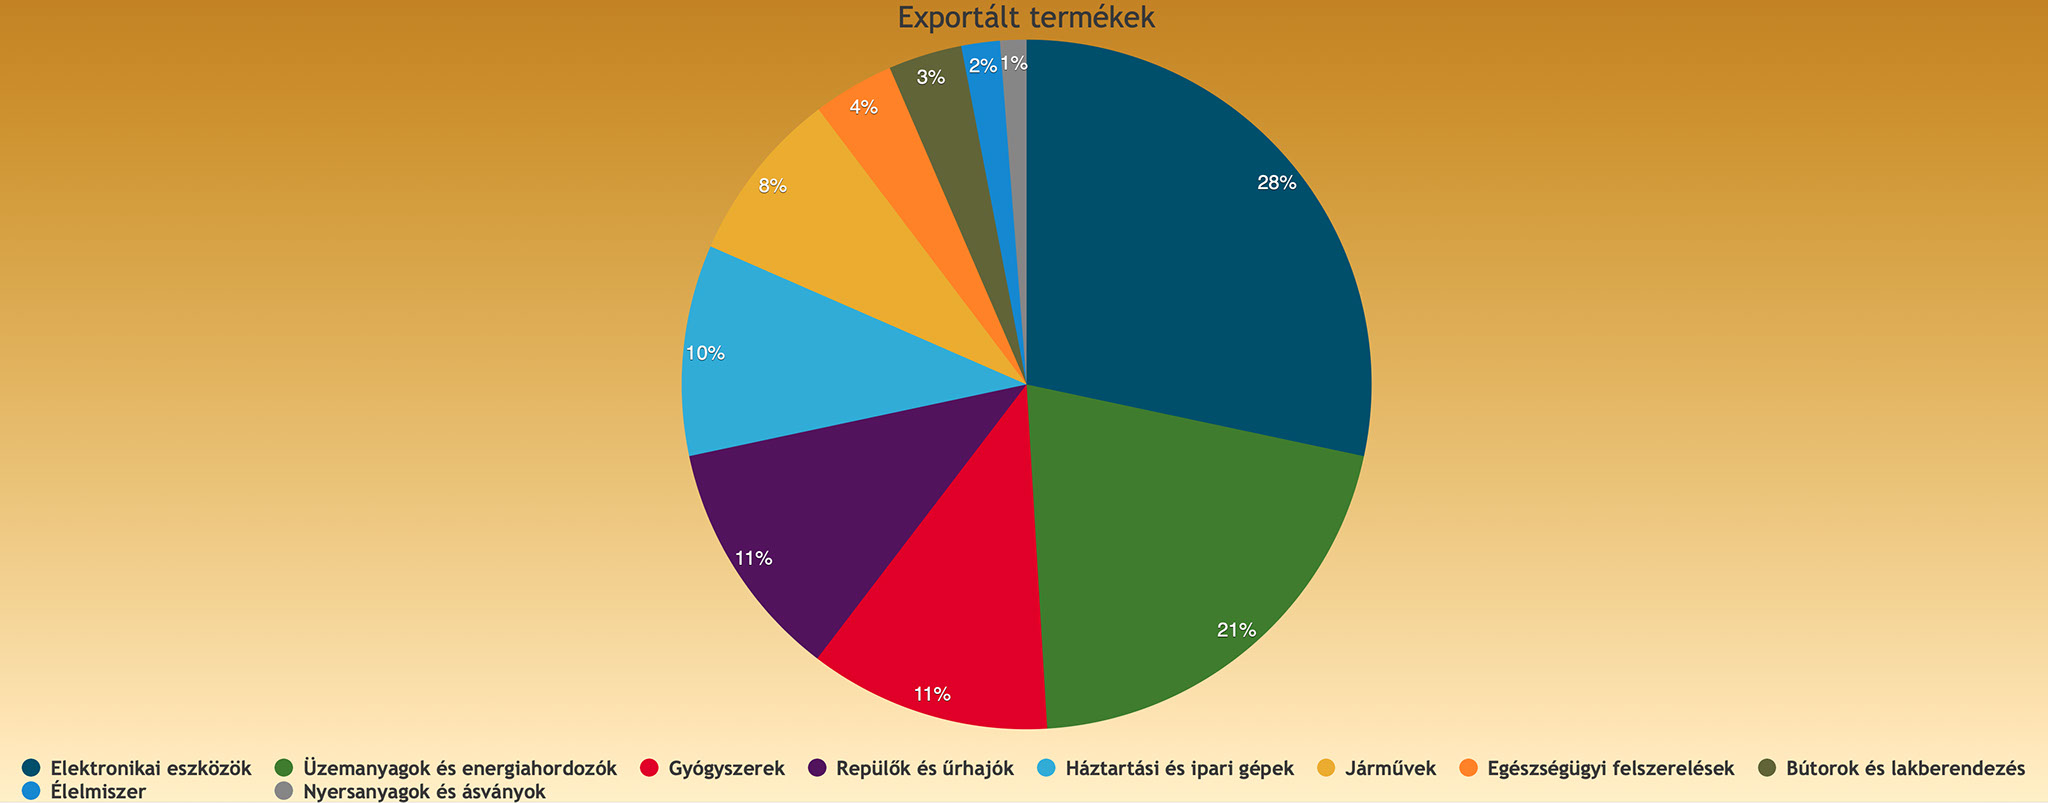 Exportált termékek
28%
21%
11%
11%
10%
8%
4%
3%
2%
1%
Elektronikai eszközök
Üzemanyagok és energiahordozók
Gyógyszerek
Repülők és űrhajók
Háztartási és ipari gépek
Járművek
Egészségügyi felszerelések
Bútorok és lakberendezés
Élelmiszer
Nyersanyagok és ásványok